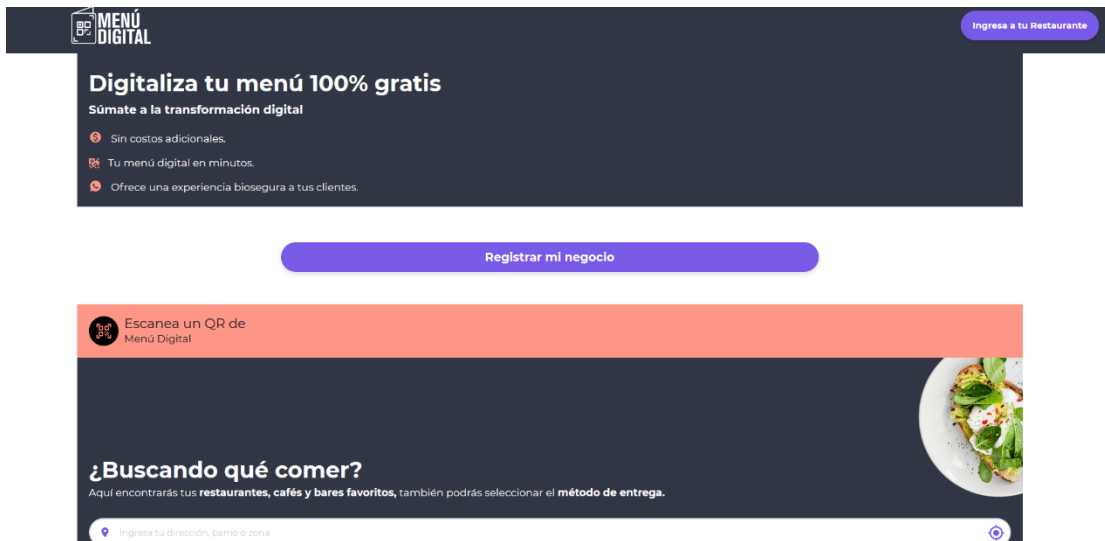 MENÚ
DIGITAL
Ingresa a tu Restaurante
Digitaliza tu menú 100% gratis
Súmate a la transformación digital
Sin costos adicionales.
Tu menú digital en minutos.
Ofrece una experiencia biosegura a tus clientes.
Registrar mi negocio
Escanea un QR de
Menú Digital
¿Buscando qué comer?
Aquí encontrarás tus restaurantes, cafés y bares favoritos, también podrás seleccionar el método de entrega.
Ingresa tu dirección, barrio o zona